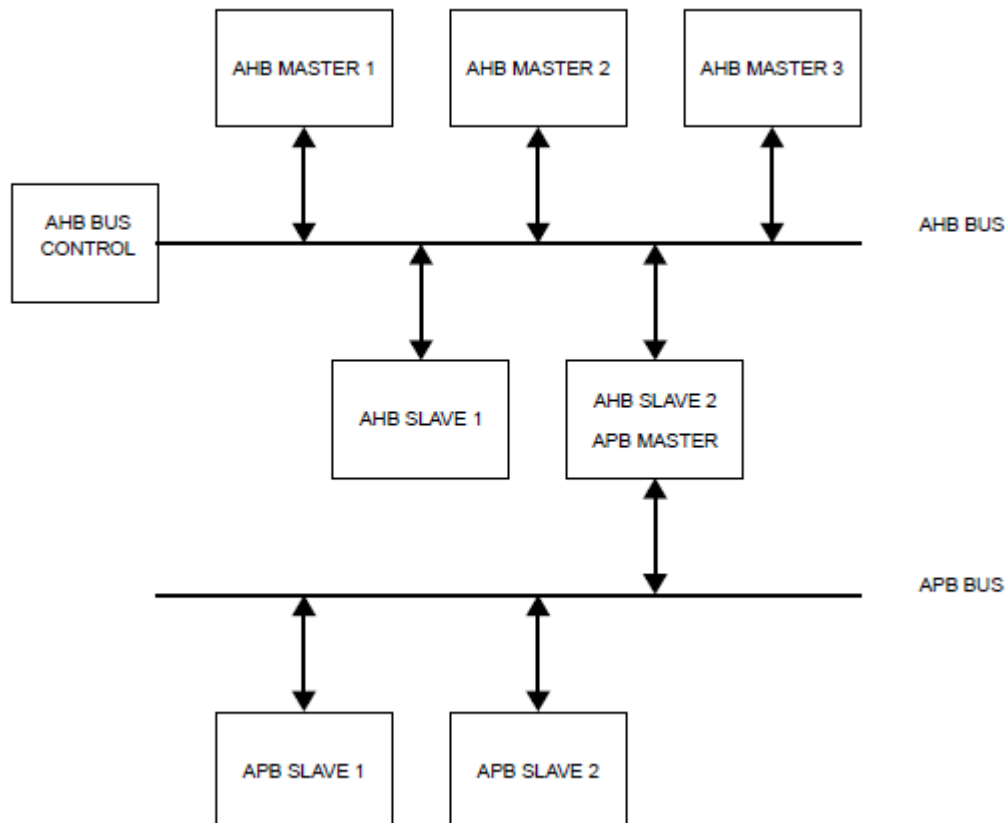 AHB MASTER 1
AHB MASTER 2
AHB MASTER 3
AHB BUS
CONTROL
AHB BUS
AHB SLAVE 1
AHB SLAVE 2
APB MASTER
APB BUS
APB SLAVE 1
APB SLAVE 2